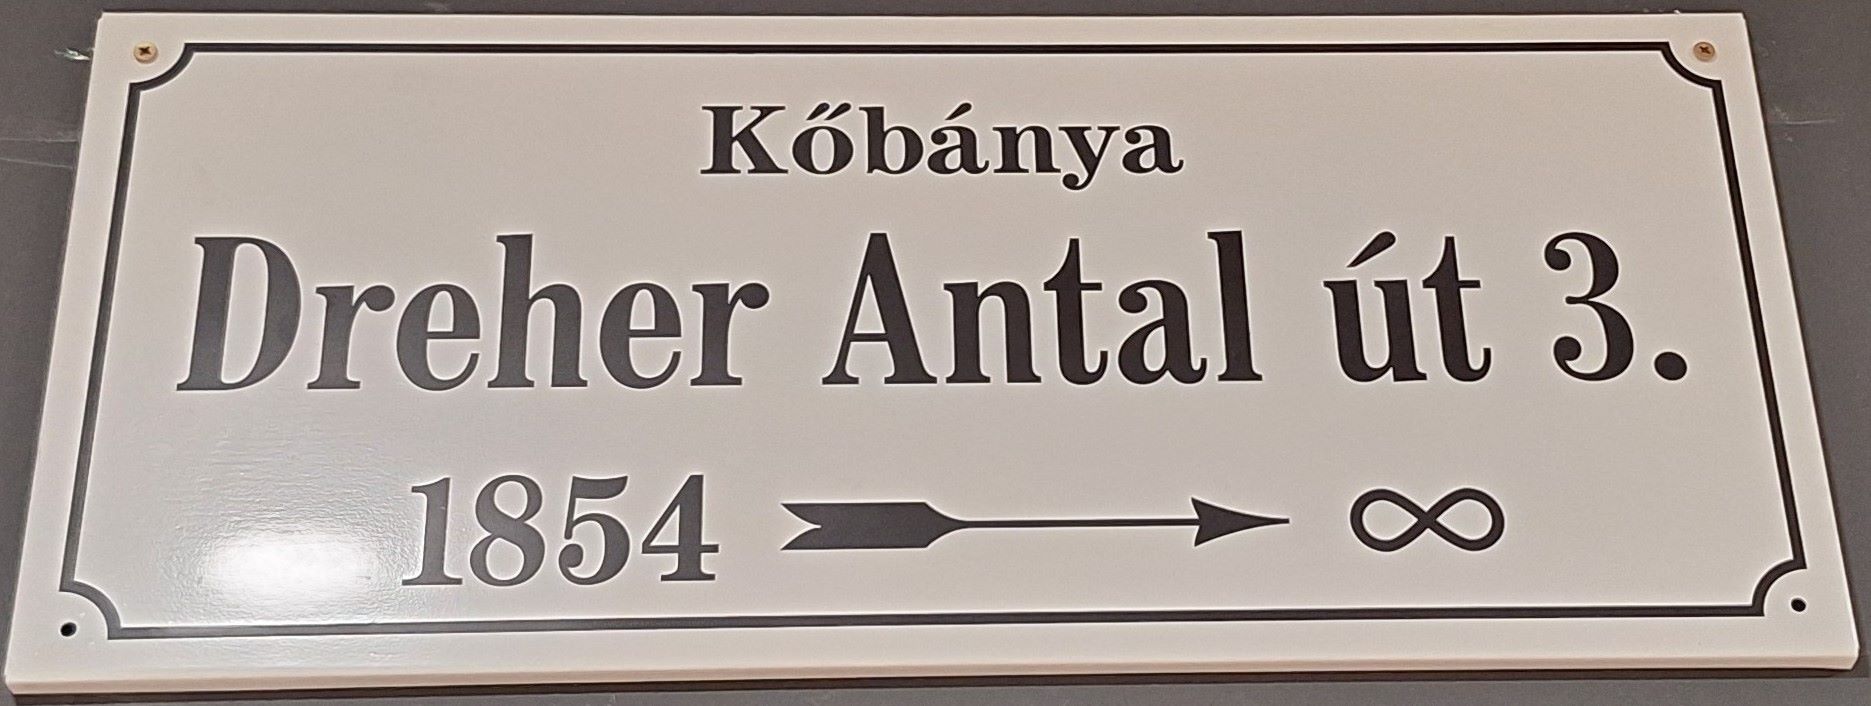 Kőbánya
Dreher Antal út 3.
1854 → ∞